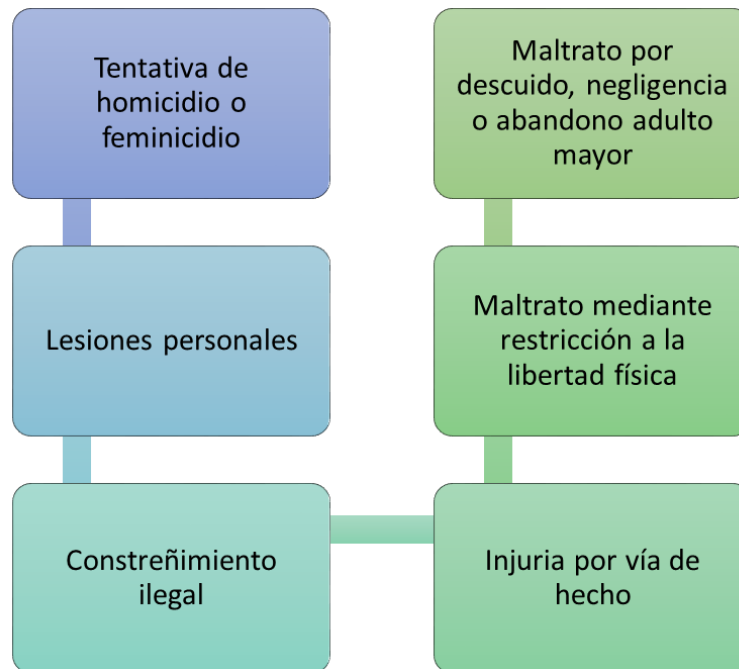 Tentativa de
homicidio o
feminicidio
Lesiones personales
Constreñimiento
ilegal
Injuria por vía de
hecho
Maltrato mediante
restricción a la
libertad física
Maltrato por
descuido, negligencia
o abandono adulto
mayor